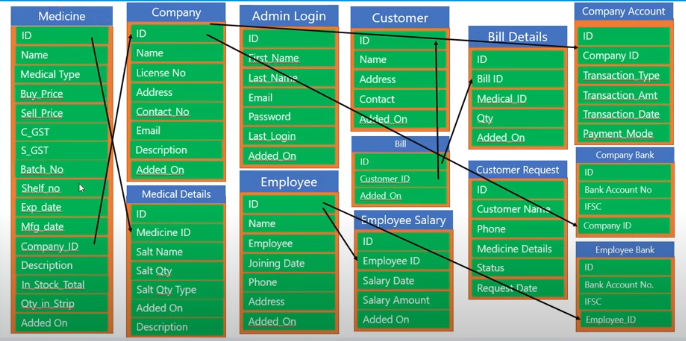 Medicine
ID
Name
Medical Type
Buy_Price
Sell_Price
C_GST
S_GST
Batch_No
Shelf_no
Exp_date
Mfg_date
Company_ID
Description
In_Stock_Total
Qty_in_Strip
Added On
Company
ID
Name
License No
Address
Contact_No
Email
Description
Added_On
Medical Details
ID
Medicine ID
Salt Name
Salt Qty
Salt Qty Type
Added On
Description
Admin Login
ID
First_Name
Last_Name
Email
Password
Last_Login
Added_On
Employee
ID
Name
Employee
Joining Date
Phone
Address
Added_On
Customer
ID
Name
Address
Contact
Added_On
Bill
ID
Customer_ID
Added_On
Employee Salary
ID
Employee ID
Salary Date
Salary Amount
Added On
Bill Details
ID
Bill ID
Medical_ID
Qty
Added_On
Customer Request
ID
Customer Name
Phone
Medicine Details
Status
Request Date
Company Account
ID
Company ID
Transaction_Type
Transaction_Amt
Transaction_Date
Payment_Mode
Company Bank
ID
Bank Account No
IFSC
Company ID
Employee Bank
ID
Bank Account No.
IFSC
Employee_ID